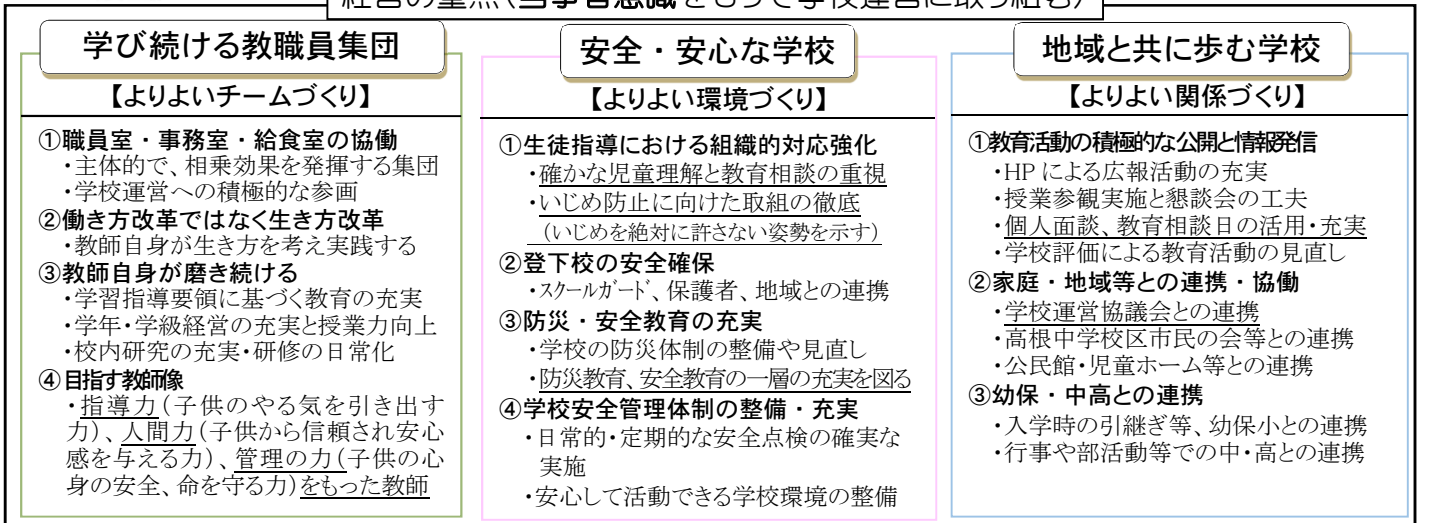 経営の重点(当事者意識をもって学校運営に取り組む)
学び続ける教職員集団
【よりよいチームづくり】
①職員室・事務室・給食室の協働
・主体的で、相乗効果を発揮する集団
・学校運営への積極的な参画
②働き方改革ではなく生き方改革
・教師自身が生き方を考え実践する
③教師自身が磨き続ける
・学習指導要領に基づく教育の充実
・学年・学級経営の充実と授業力向上
・校内研究の充実・研修の日常化
④目指す教師像
・指導力(子供のやる気を引き出す
力)、人間力(子供から信頼され安心
感を与える力)、管理の力(子供の心
身の安全、命を守る力)をもった教師
安全・安心な学校
【よりよい環境づくり】
①生徒指導における組織的対応強化
・確かな児童理解と教育相談の重視
・いじめ防止に向けた取組の徹底
(いじめを絶対に許さない姿勢を示す)
②登下校の安全確保
・スクールガード、保護者、地域との連携
③防災・安全教育の充実
・学校の防災体制の整備や見直し
・防災教育、安全教育の一層の充実を図る
④学校安全管理体制の整備・充実
・日常的・定期的な安全点検の確実な
実施
・安心して活動できる学校環境の整備
地域と共に歩む学校
【よりよい関係づくり】
①教育活動の積極的な公開と情報発信
・HPによる広報活動の充実
・授業参観実施と懇談会の工夫
・個人面談、教育相談日の活用・充実
・学校評価による教育活動の見直し
②家庭・地域等との連携・協働
・学校運営協議会との連携
・高根中学校区市民の会等との連携
・公民館・児童ホーム等との連携
③幼保・中高との連携
・入学時の引継ぎ等、幼保小との連携
・行事や部活動等での中・高との連携